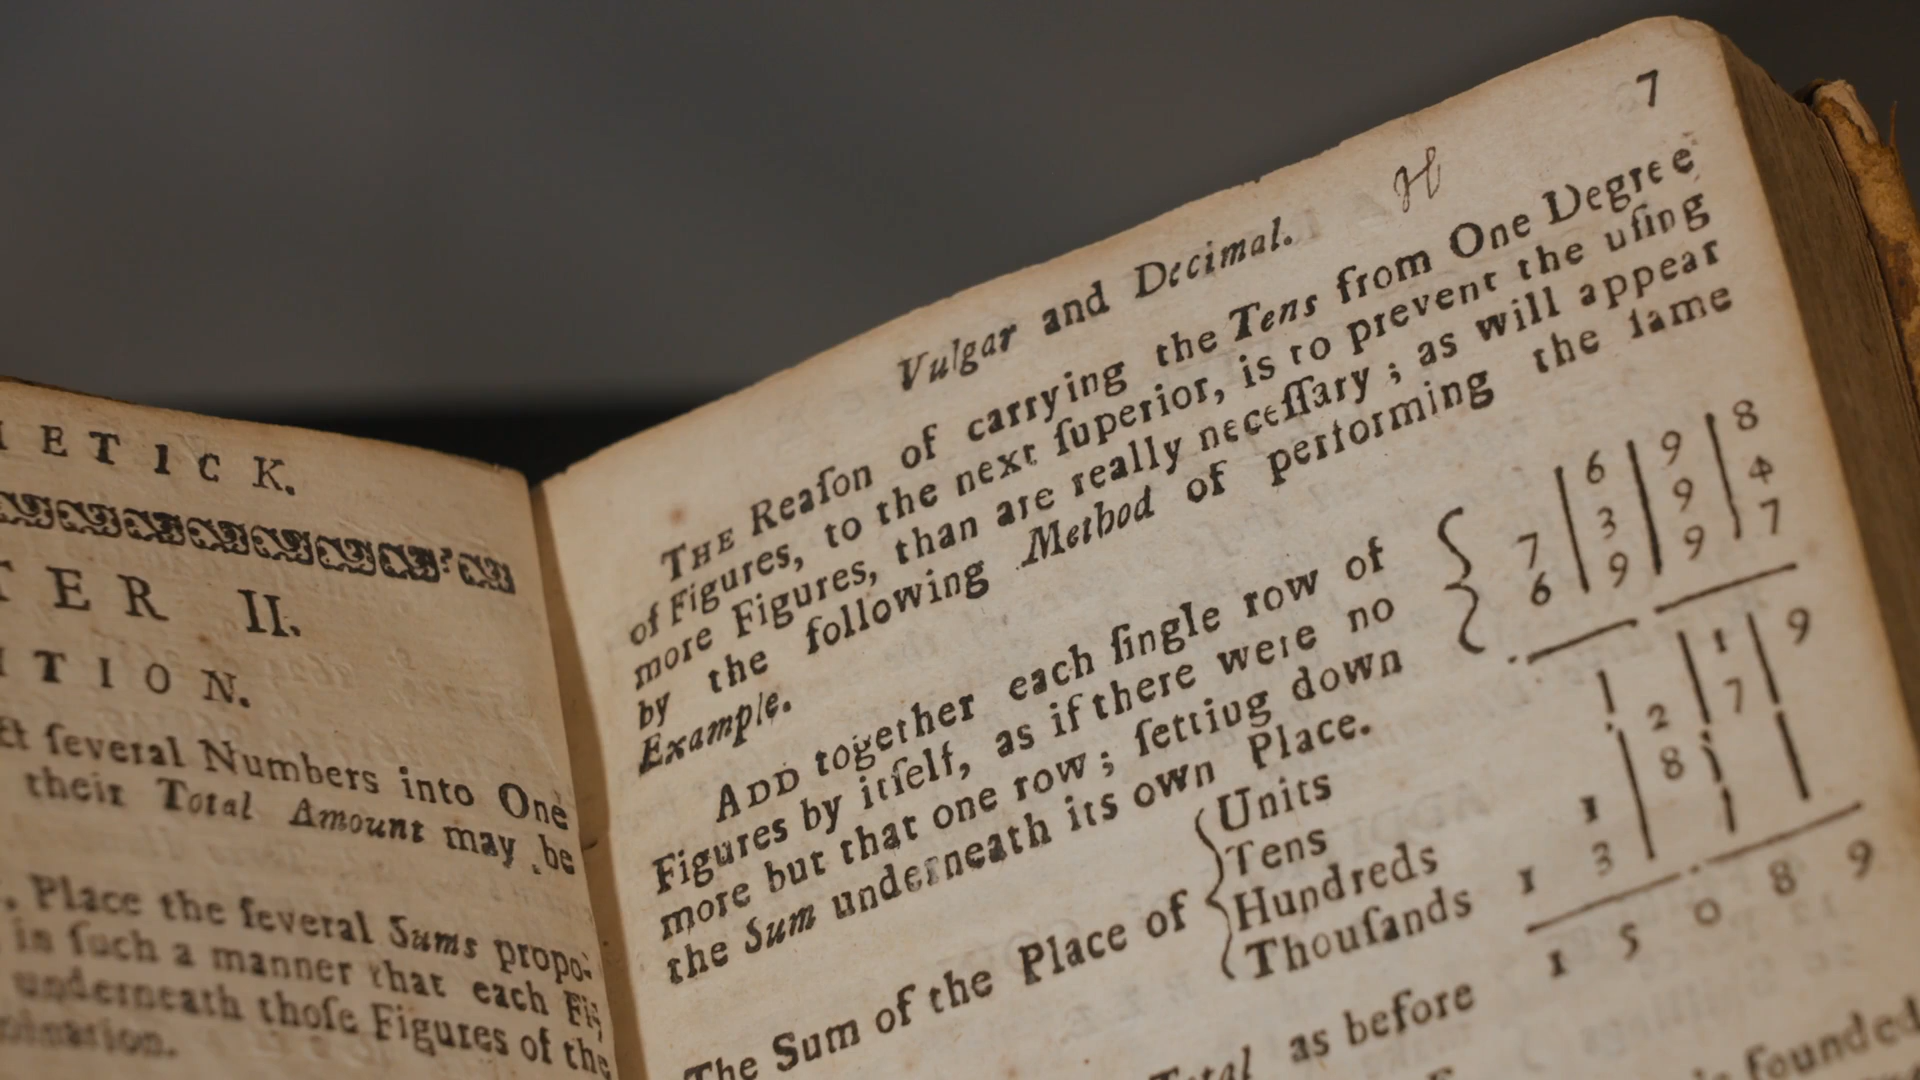 ETICK.
TER II.
ITION.
several Numbers into One
their Total Amount may be
, Place the ſeveral Sums propo-
in ſuch a manner that each Fi-
underneath thoſe Figures of the
7
H
Vulgar and Decimal.
THE Reaſon of carrying the Tens from One Degree
of Figures, to the next ſuperior, is to prevent the uſing
more Figures, than are really neceſſary; as will appear
by the following Method of performing the ſame
Example.
6 | 9 | 8
7 | 3 | 9 | 4
6 | 9 | 9 | 7
ADD together each ſingle row of
Figures by itſelf, as if there were no
more but that one row; ſettiug down
the Sum underneath its own Place.
The Sum of the Place of
Units 1 | 9
Tens 2 | 7
Hundreds 1 | 8
Thouſands 1 3
Total as before 1 5 0 8 9
founded